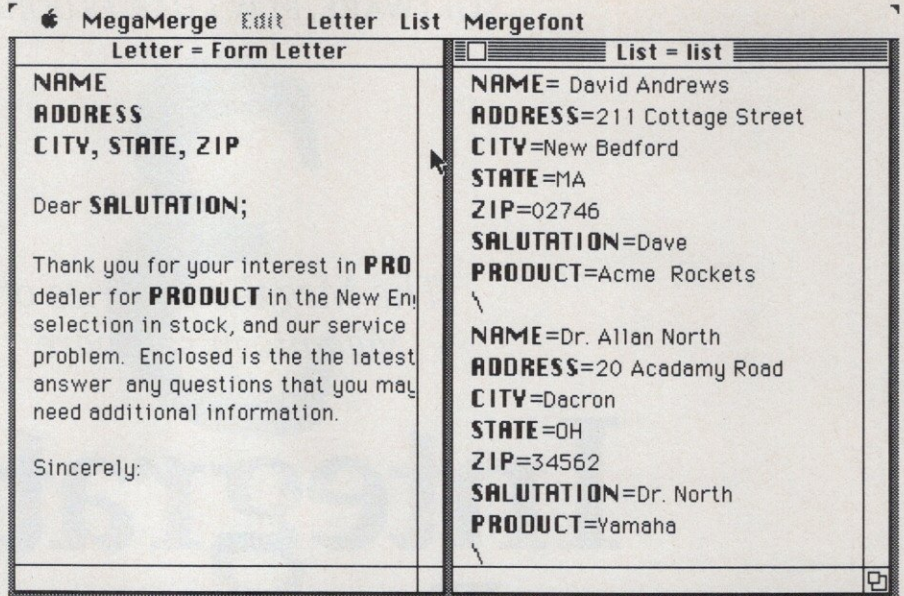 MegaMerge Edit Letter List Mergefont
Letter = Form Letter
NAME
ADDRESS
CITY, STATE, ZIP
Dear SALUTATION;
Thank you for your interest in PRO
dealer for PRODUCT in the New En
selection in stock, and our service
problem. Enclosed is the the latest
answer any questions that you may
need additional information.
Sincerely:
List = list
NAME= David Andrews
ADDRESS=211 Cottage Street
CITY=New Bedford
STATE=MA
ZIP=02746
SALUTATION=Dave
PRODUCT=Acme Rockets
\
NAME=Dr. Allan North
ADDRESS=20 Acadamy Road
CITY=Dacron
STATE=OH
ZIP=34562
SALUTATION=Dr. North
PRODUCT=Yamaha
\